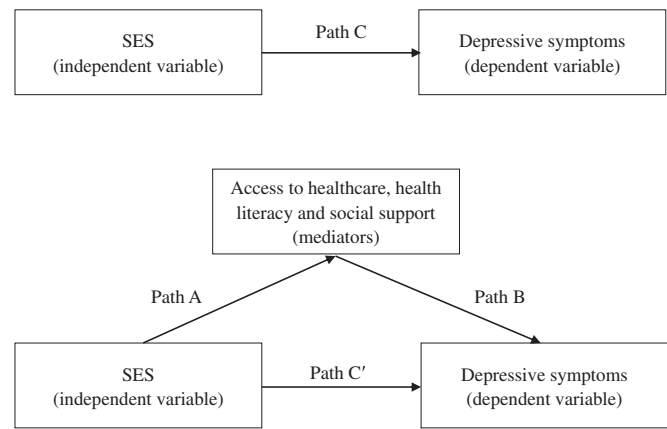 SES
(independent variable)
Path C
Depressive symptoms
(dependent variable)
Access to healthcare, health
literacy and social support
(mediators)
Path A
Path B
SES
(independent variable)
Path C′
Depressive symptoms
(dependent variable)